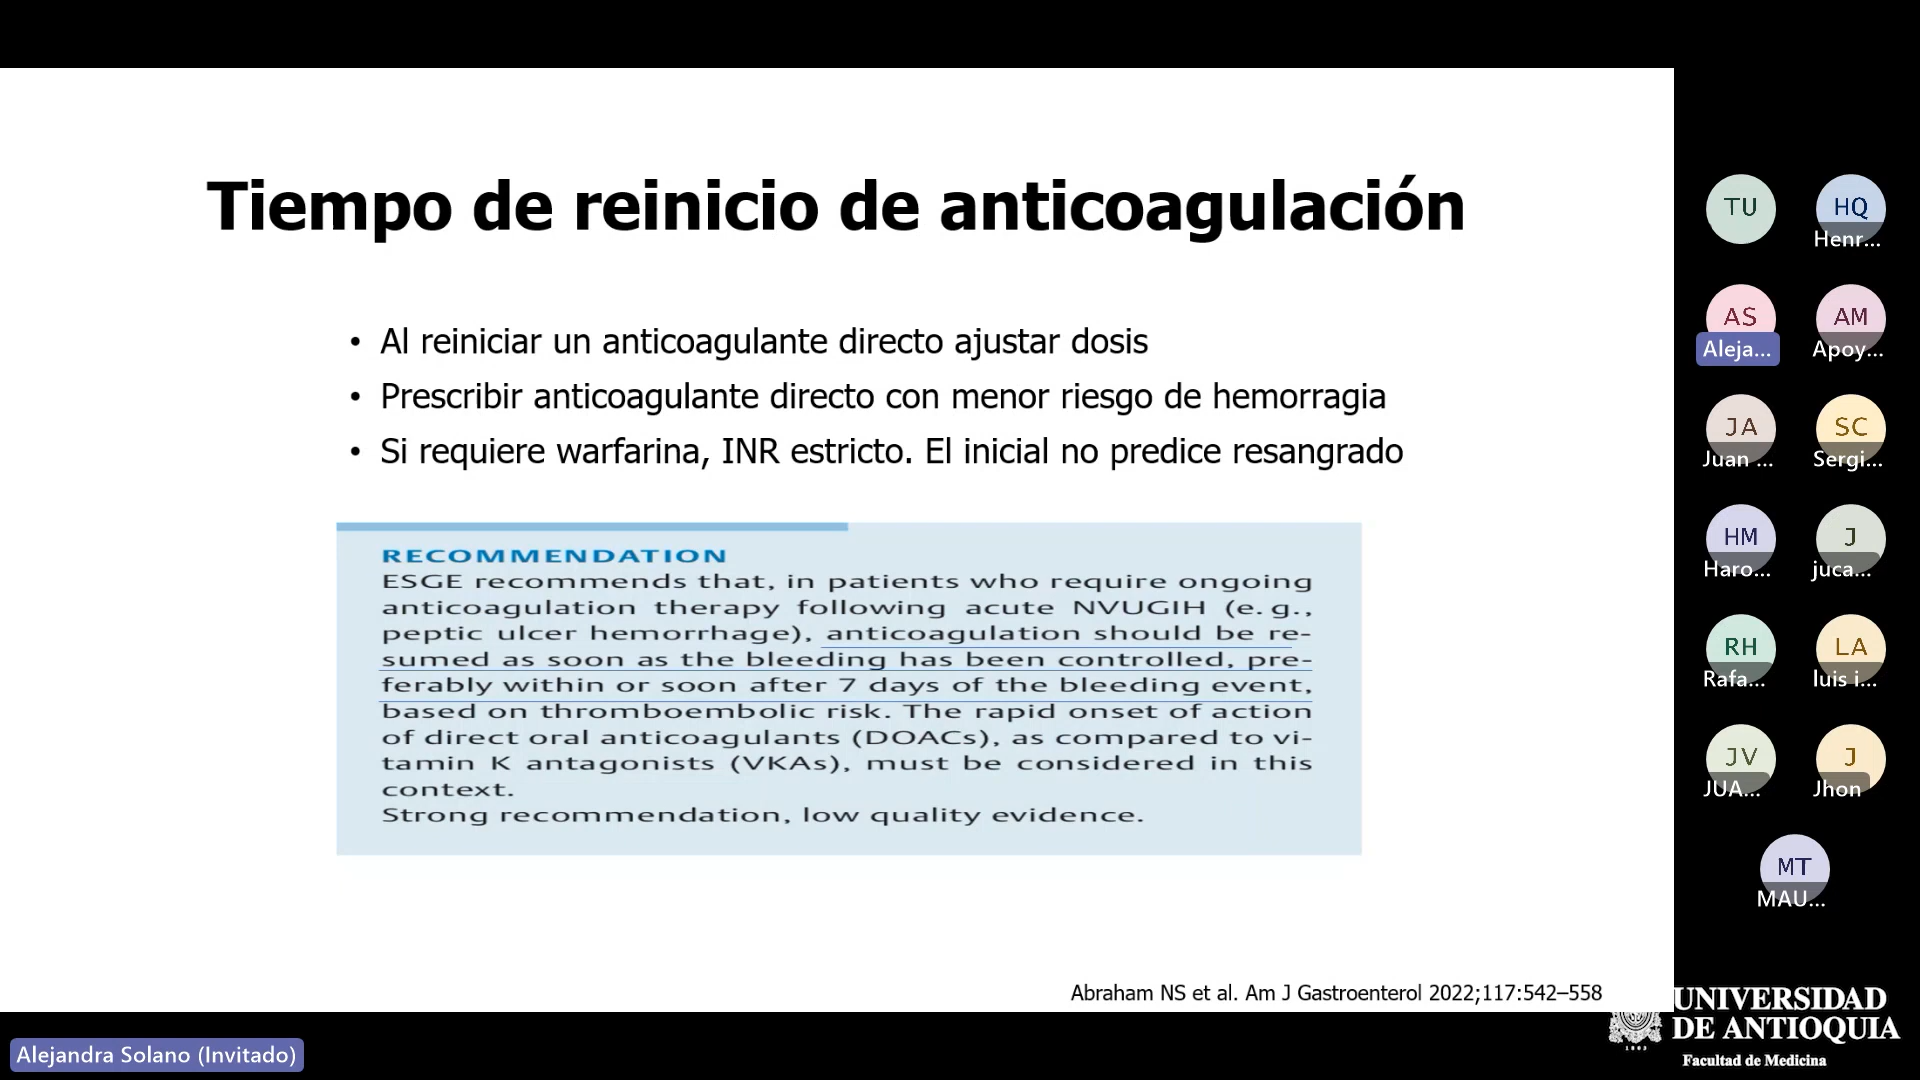 Tiempo de reinicio de anticoagulación
• Al reiniciar un anticoagulante directo ajustar dosis
• Prescribir anticoagulante directo con menor riesgo de hemorragia
• Si requiere warfarina, INR estricto. El inicial no predice resangrado
RECOMMENDATION
ESGE recommends that, in patients who require ongoing
anticoagulation therapy following acute NVUGIH (e. g.,
peptic ulcer hemorrhage), anticoagulation should be re-
sumed as soon as the bleeding has been controlled, pre-
ferably within or soon after 7 days of the bleeding event,
based on thromboembolic risk. The rapid onset of action
of direct oral anticoagulants (DOACs), as compared to vi-
tamin K antagonists (VKAs), must be considered in this
context.
Strong recommendation, low quality evidence.
Abraham NS et al. Am J Gastroenterol 2022;117:542–558
TU
HQ
Henr...
AS
Aleja...
AM
Apoy...
JA
Juan ...
SC
Sergi...
HM
Haro...
J
juca...
RH
Rafa...
LA
luis i...
JV
JUA...
J
Jhon
MT
MAU...
UNIVERSIDAD
DE ANTIOQUIA
1803
Facultad de Medicina
Alejandra Solano (Invitado)